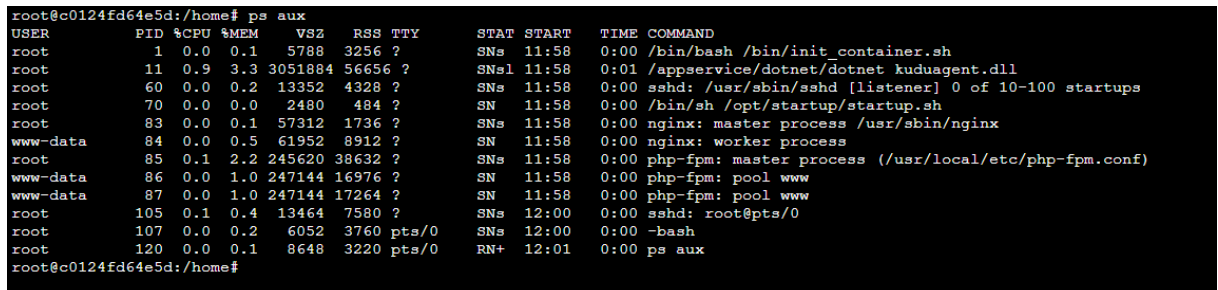 root@c0124fd64e5d:/home# ps aux
USER       PID %CPU %MEM    VSZ   RSS TTY      STAT START   TIME COMMAND
root         1  0.0  0.1   5788  3256 ?        SNs  11:58   0:00 /bin/bash /bin/init_container.sh
root        11  0.9  3.3 3051884 56656 ?       SNsl 11:58   0:01 /appservice/dotnet/dotnet kuduagent.dll
root        60  0.0  0.2  13352  4328 ?        SNs  11:58   0:00 sshd: /usr/sbin/sshd [listener] 0 of 10-100 startups
root        70  0.0  0.0   2480   484 ?        SN   11:58   0:00 /bin/sh /opt/startup/startup.sh
root        83  0.0  0.1  57312  1736 ?        SNs  11:58   0:00 nginx: master process /usr/sbin/nginx
www-data    84  0.0  0.5  61952  8912 ?        SN   11:58   0:00 nginx: worker process
root        85  0.1  2.2 245620 38632 ?        SNs  11:58   0:00 php-fpm: master process (/usr/local/etc/php-fpm.conf)
www-data    86  0.0  1.0 247144 16976 ?        SN   11:58   0:00 php-fpm: pool www
www-data    87  0.0  1.0 247144 17264 ?        SN   11:58   0:00 php-fpm: pool www
root       105  0.1  0.4  13464  7580 ?        SNs  12:00   0:00 sshd: root@pts/0
root       107  0.0  0.2   6052  3760 pts/0    SNs  12:00   0:00 -bash
root       120  0.0  0.1   8648  3220 pts/0    RN+  12:01   0:00 ps aux
root@c0124fd64e5d:/home#